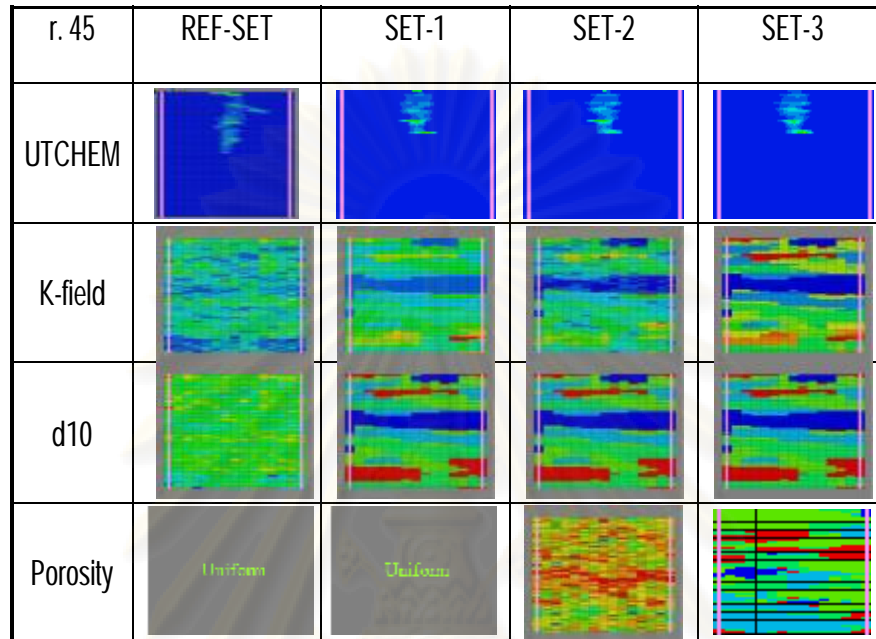 r. 45 REF-SET SET-1 SET-2 SET-3
UTCHEM
K-field
d10
Porosity Uniform Uniform